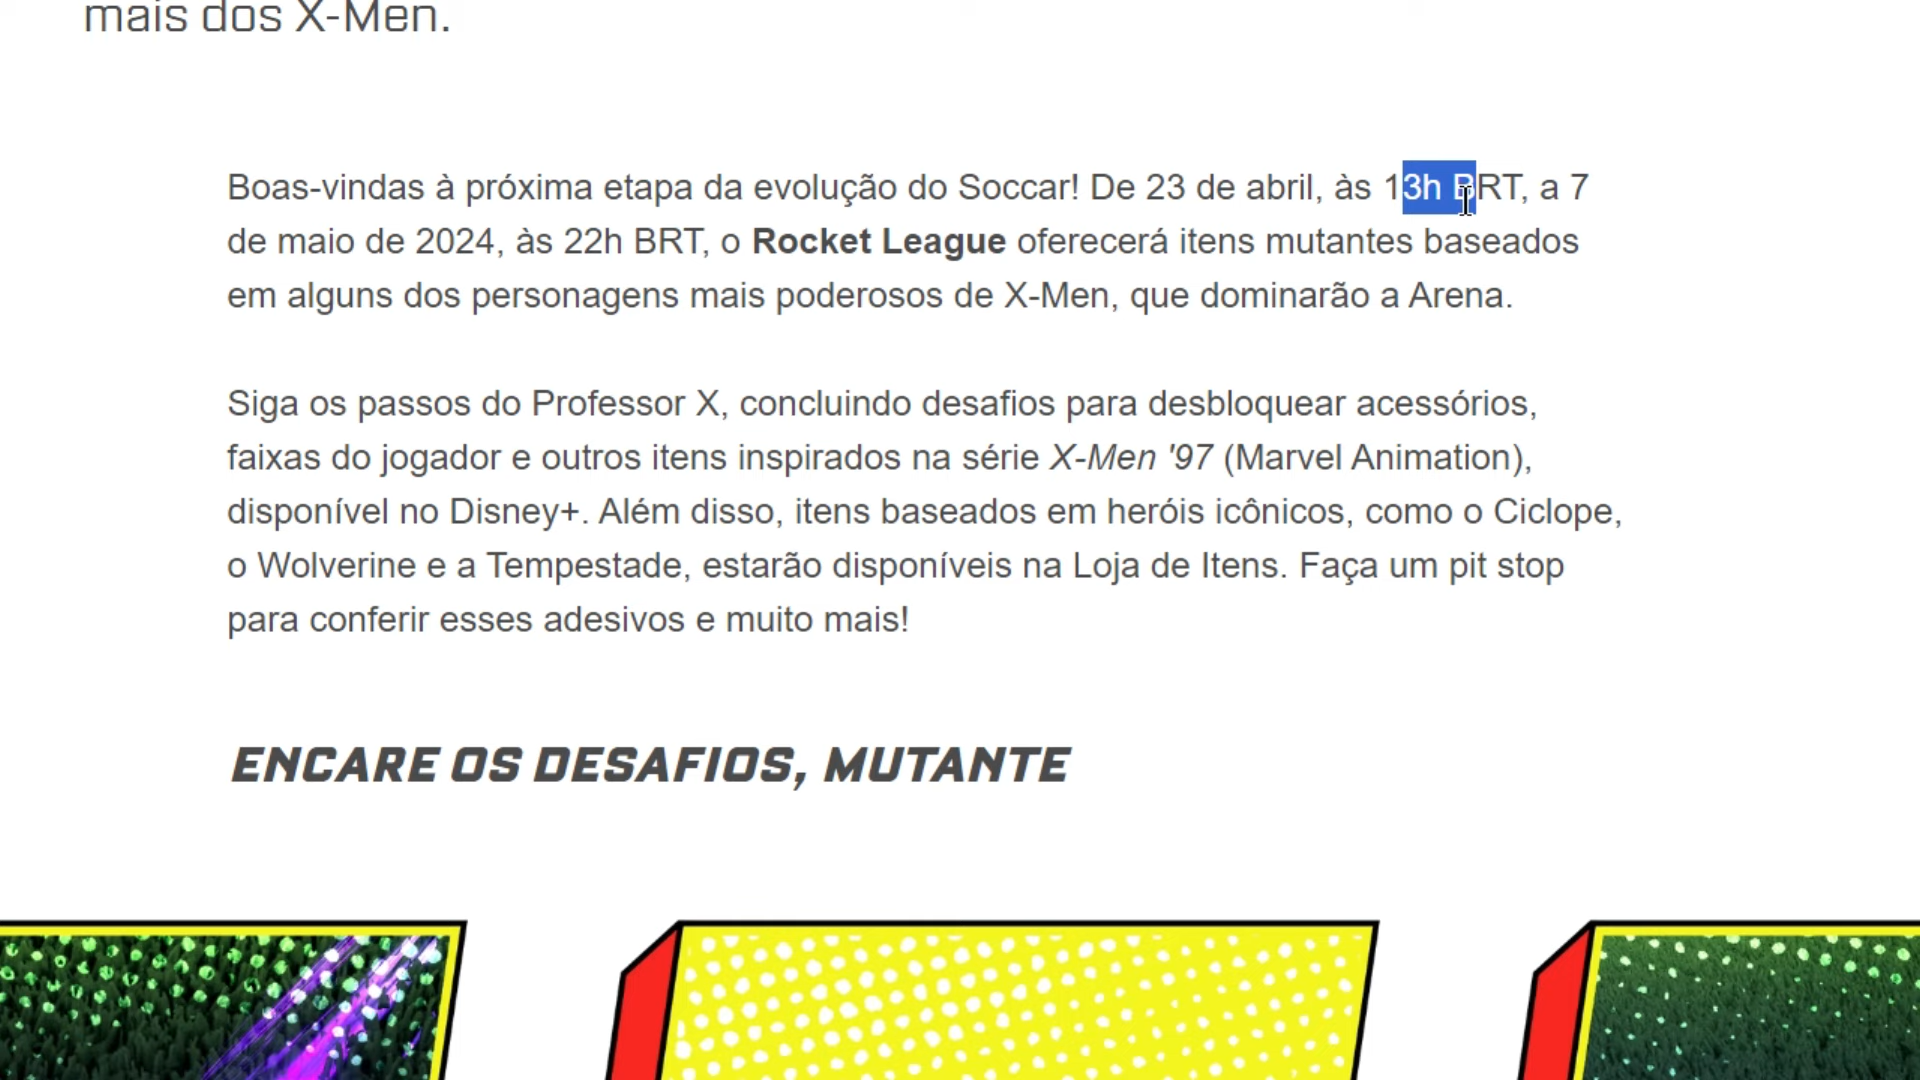 mais dos X-Men.
Boas-vindas à próxima etapa da evolução do Soccar! De 23 de abril, às 13h BRT, a 7
de maio de 2024, às 22h BRT, o Rocket League oferecerá itens mutantes baseados
em alguns dos personagens mais poderosos de X-Men, que dominarão a Arena.
Siga os passos do Professor X, concluindo desafios para desbloquear acessórios,
faixas do jogador e outros itens inspirados na série X-Men '97 (Marvel Animation),
disponível no Disney+. Além disso, itens baseados em heróis icônicos, como o Ciclope,
o Wolverine e a Tempestade, estarão disponíveis na Loja de Itens. Faça um pit stop
para conferir esses adesivos e muito mais!
ENCARE OS DESAFIOS, MUTANTE